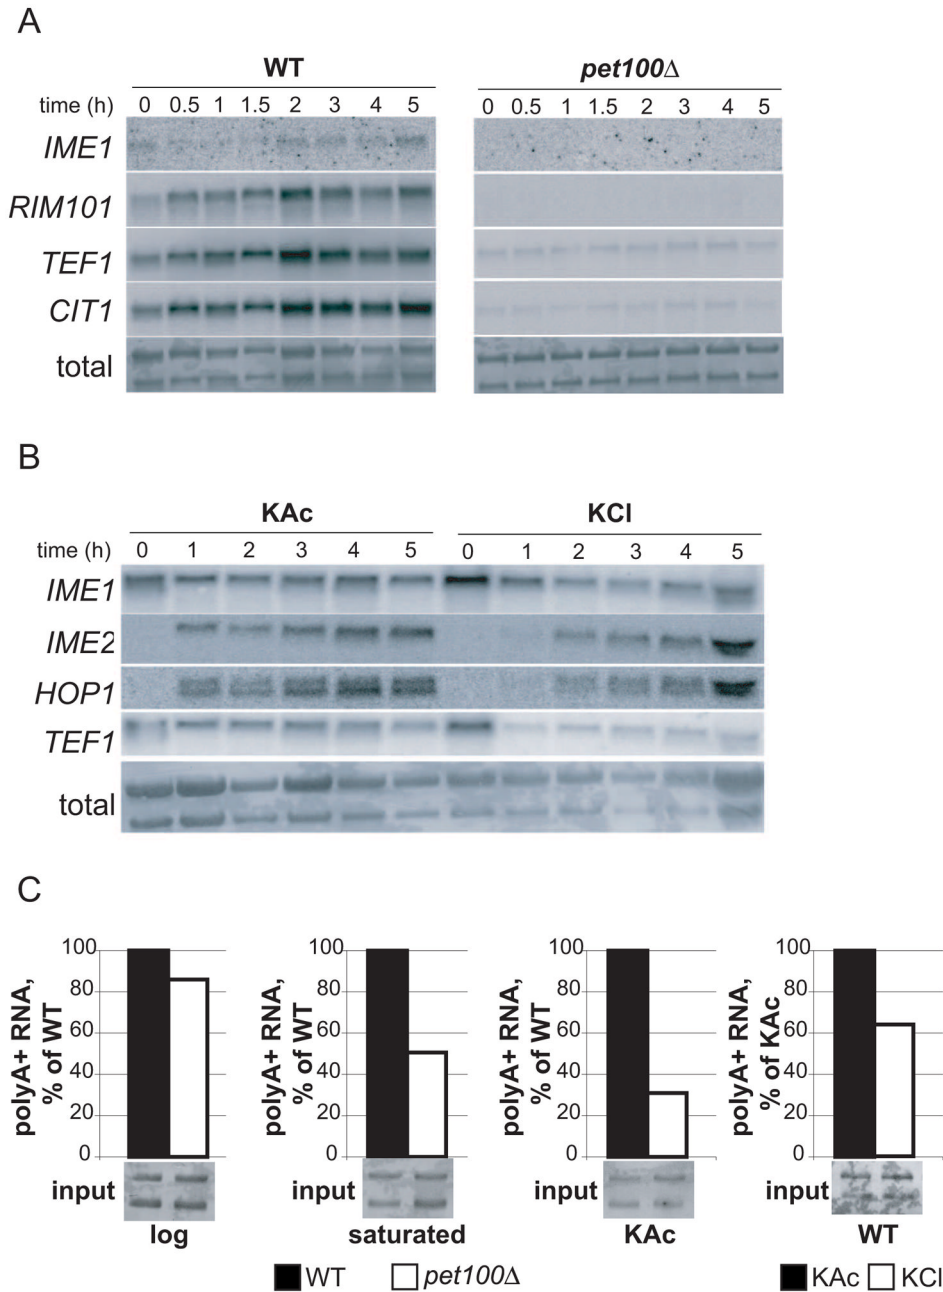 A
WT
pet100Δ
time (h) 0 0.5 1 1.5 2 3 4 5 0 0.5 1 1.5 2 3 4 5
IME1
RIM101
TEF1
CIT1
total
B
KAc KCl
time (h) 0 1 2 3 4 5 0 1 2 3 4 5
IME1
IME2
HOP1
TEF1
total
C
polyA+ RNA,
% of WT
100
80
60
40
20
0
input
log
polyA+ RNA,
% of WT
100
80
60
40
20
0
input
saturated
polyA+ RNA,
% of WT
100
80
60
40
20
0
input
KAc
polyA+ RNA,
% of KAc
100
80
60
40
20
0
input
WT
WT pet100Δ KAc KCl